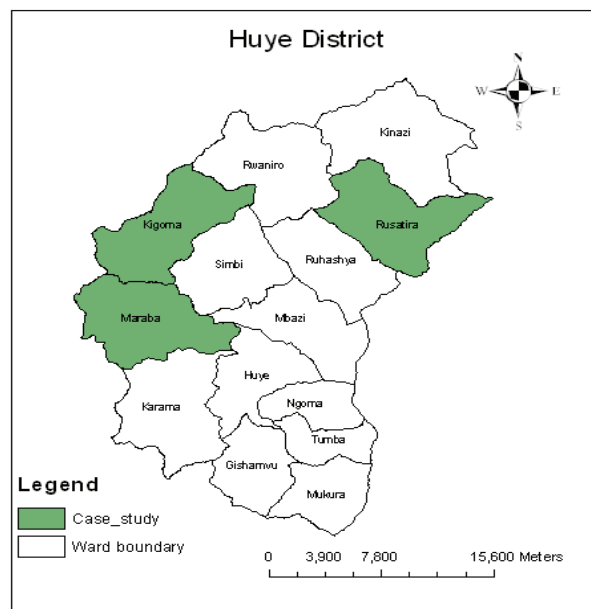 Huye District
N
W E
S
Kinazi
Rwaniro
Kigoma
Rusatira
Simbi
Ruhashya
Maraba
Mbazi
Huye
Karama
Ngoma
Tumba
Gishamvu
Mukura
Legend
Case_study
Ward boundary
0 3,900 7,800 15,600 Meters